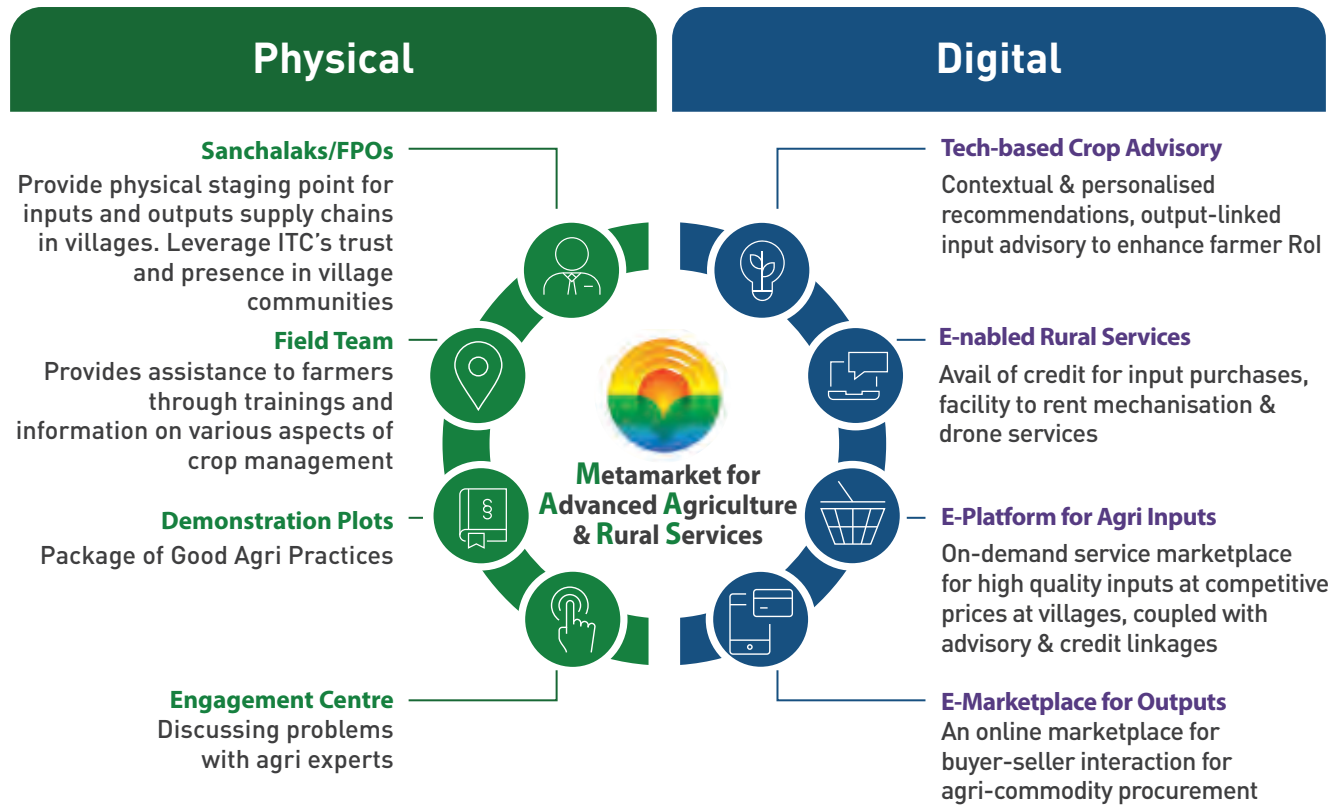 Physical
Sanchalaks/FPOs
Provide physical staging point for
inputs and outputs supply chains
in villages. Leverage ITC's trust
and presence in village
communities
Field Team
Provides assistance to farmers
through trainings and
information on various aspects of
crop management
Demonstration Plots
Package of Good Agri Practices
Engagement Centre
Discussing problems
with agri experts
Metamarket for
Advanced Agriculture
& Rural Services
Digital
Tech-based Crop Advisory
Contextual & personalised
recommendations, output-linked
input advisory to enhance farmer RoI
E-nabled Rural Services
Avail of credit for input purchases,
facility to rent mechanisation &
drone services
E-Platform for Agri Inputs
On-demand service marketplace
for high quality inputs at competitive
prices at villages, coupled with
advisory & credit linkages
E-Marketplace for Outputs
An online marketplace for
buyer-seller interaction for
agri-commodity procurement